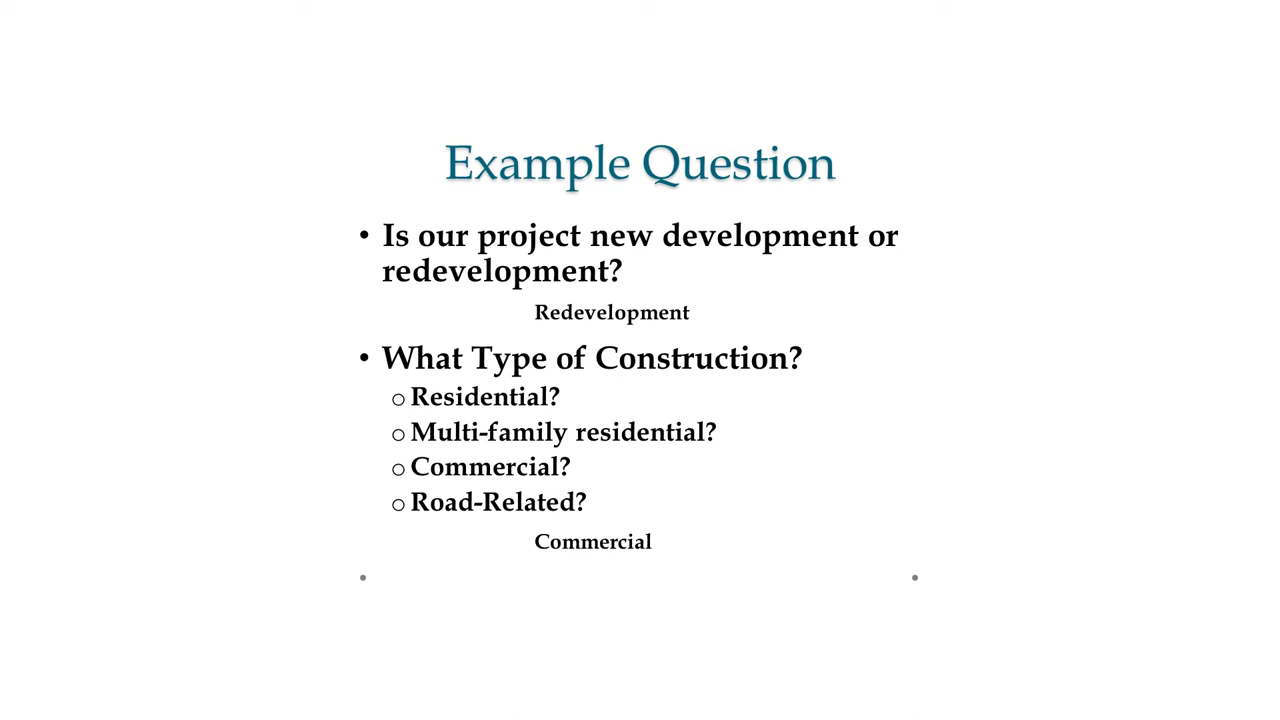 Example Question
• Is our project new development or
redevelopment?
Redevelopment
• What Type of Construction?
o Residential?
o Multi-family residential?
o Commercial?
o Road-Related?
Commercial